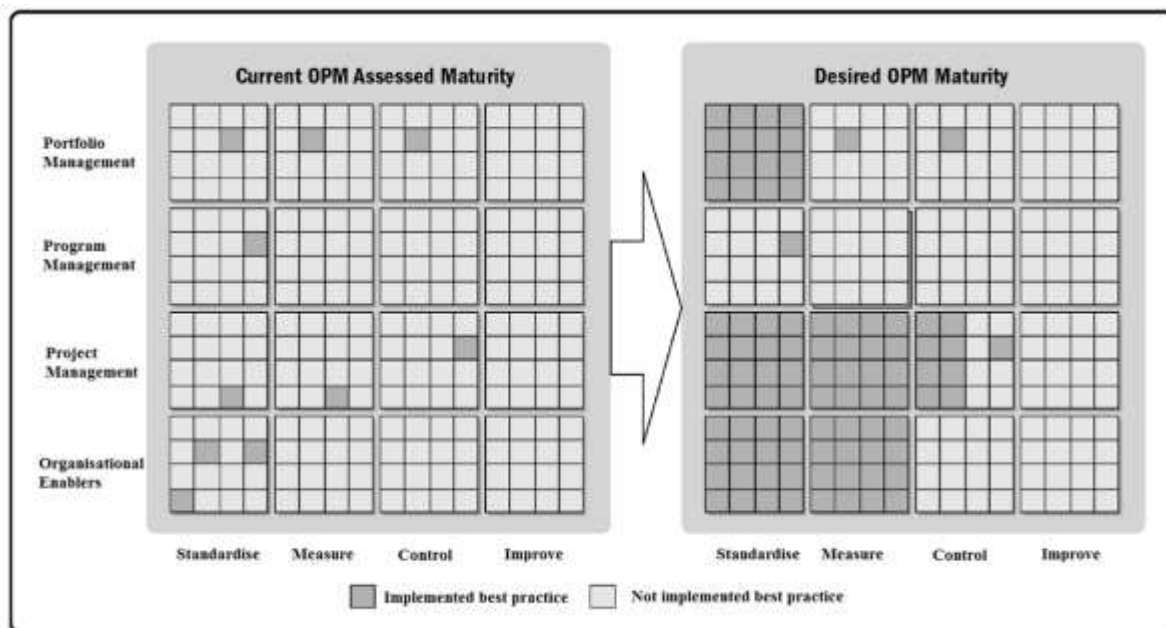 Current OPM Assessed Maturity
Desired OPM Maturity
Portfolio
Management
Program
Management
Project
Management
Organisational
Enablers
Standardise
Measure
Control
Improve
Standardise
Measure
Control
Improve
Implemented best practice
Not implemented best practice